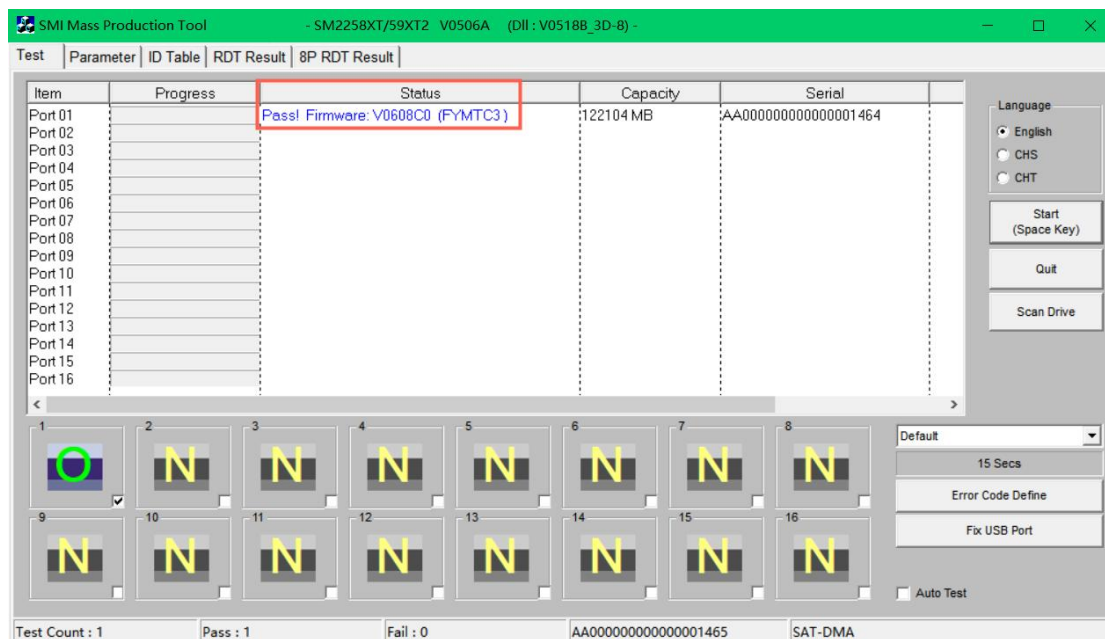 SMI Mass Production Tool - SM2258XT/59XT2 V0506A (Dll : V0518B_3D-8) -
Test Parameter ID Table RDT Result 8P RDT Result
Item Progress Status Capacity Serial
Port 01 Pass! Firmware: V0608C0 (FYMTC3 ) 122104 MB AA000000000000001464
Port 02
Port 03
Port 04
Port 05
Port 06
Port 07
Port 08
Port 09
Port 10
Port 11
Port 12
Port 13
Port 14
Port 15
Port 16
Language
English
CHS
CHT
Start
(Space Key)
Quit
Scan Drive
1 2 3 4 5 6 7 8
O N N N N N N N
9 10 11 12 13 14 15 16
N N N N N N N N
Default
15 Secs
Error Code Define
Fix USB Port
Auto Test
Test Count : 1 Pass : 1 Fail : 0 AA000000000000001465 SAT-DMA